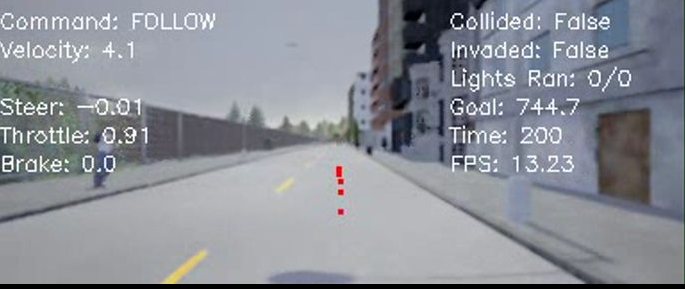 Command: FOLLOW
Velocity: 4.1
Steer: -0.01
Throttle: 0.91
Brake: 0.0
Collided: False
Invaded: False
Lights Ran: 0/0
Goal: 744.7
Time: 200
FPS: 13.23